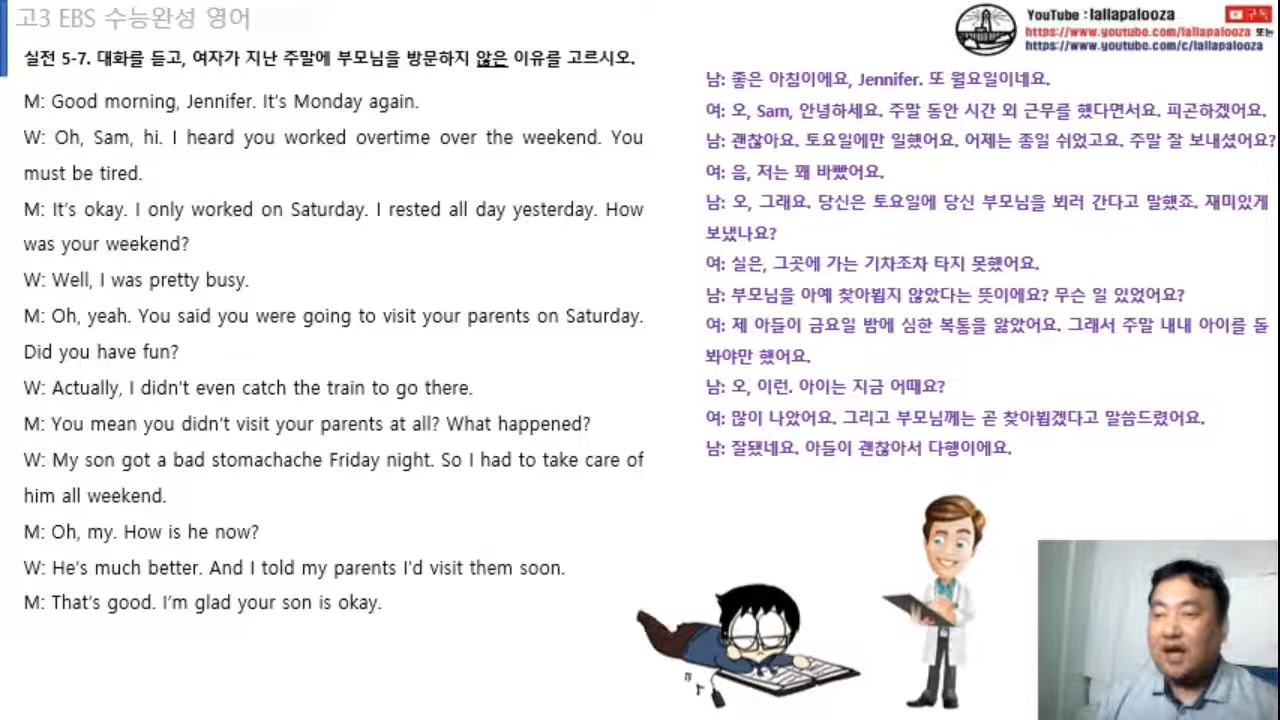 고3 EBS 수능완성 영어
실전 5-7. 대화를 듣고, 여자가 지난 주말에 부모님을 방문하지 않은 이유를 고르시오.
M: Good morning, Jennifer. It's Monday again.
W: Oh, Sam, hi. I heard you worked overtime over the weekend. You
must be tired.
M: It's okay. I only worked on Saturday. I rested all day yesterday. How
was your weekend?
W: Well, I was pretty busy.
M: Oh, yeah. You said you were going to visit your parents on Saturday.
Did you have fun?
W: Actually, I didn't even catch the train to go there.
M: You mean you didn't visit your parents at all? What happened?
W: My son got a bad stomachache Friday night. So I had to take care of
him all weekend.
M: Oh, my. How is he now?
W: He's much better. And I told my parents I'd visit them soon.
M: That's good. I'm glad your son is okay.
YouTube : lallapalooza
구독
https://www.youtube.com/lallapalooza 또는
https://www.youtube.com/c/lallapalooza
남: 좋은 아침이에요, Jennifer. 또 월요일이네요.
여: 오, Sam, 안녕하세요. 주말 동안 시간 외 근무를 했다면서요. 피곤하겠어요.
남: 괜찮아요. 토요일에만 일했어요. 어제는 종일 쉬었고요. 주말 잘 보내셨어요?
여: 음, 저는 꽤 바빴어요.
남: 오, 그래요. 당신은 토요일에 당신 부모님을 뵈러 간다고 말했죠. 재미있게
보냈나요?
여: 실은, 그곳에 가는 기차조차 타지 못했어요.
남: 부모님을 아예 찾아뵙지 않았다는 뜻이에요? 무슨 일 있었어요?
여: 제 아들이 금요일 밤에 심한 복통을 앓았어요. 그래서 주말 내내 아이를 돌
봐야만 했어요.
남: 오, 이런. 아이는 지금 어때요?
여: 많이 나았어요. 그리고 부모님께는 곧 찾아뵙겠다고 말씀드렸어요.
남: 잘됐네요. 아들이 괜찮아서 다행이에요.